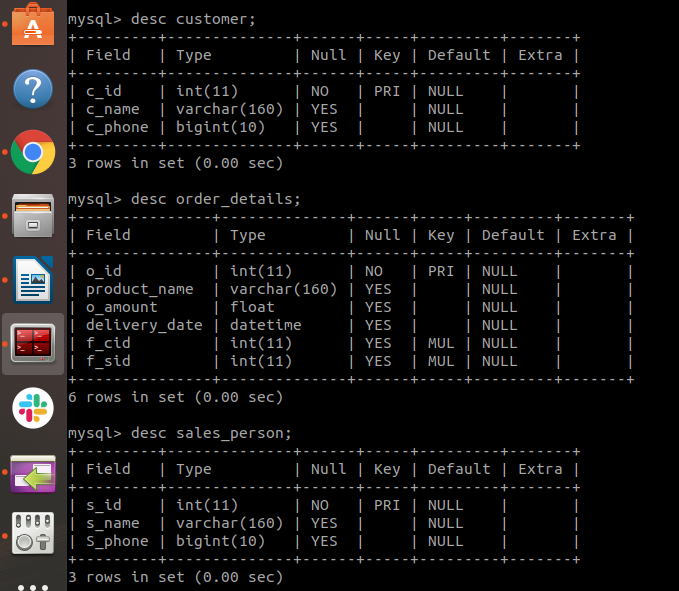 mysql> desc customer;
+---------+--------------+------+-----+---------+-------+
| Field   | Type         | Null | Key | Default | Extra |
+---------+--------------+------+-----+---------+-------+
| c_id    | int(11)      | NO   | PRI | NULL    |       |
| c_name  | varchar(160) | YES  |     | NULL    |       |
| c_phone | bigint(10)   | YES  |     | NULL    |       |
+---------+--------------+------+-----+---------+-------+
3 rows in set (0.00 sec)
mysql> desc order_details;
+---------------+--------------+------+-----+---------+-------+
| Field         | Type         | Null | Key | Default | Extra |
+---------------+--------------+------+-----+---------+-------+
| o_id          | int(11)      | NO   | PRI | NULL    |       |
| product_name  | varchar(160) | YES  |     | NULL    |       |
| o_amount      | float        | YES  |     | NULL    |       |
| delivery_date | datetime     | YES  |     | NULL    |       |
| f_cid         | int(11)      | YES  | MUL | NULL    |       |
| f_sid         | int(11)      | YES  | MUL | NULL    |       |
+---------------+--------------+------+-----+---------+-------+
6 rows in set (0.00 sec)
mysql> desc sales_person;
+---------+--------------+------+-----+---------+-------+
| Field   | Type         | Null | Key | Default | Extra |
+---------+--------------+------+-----+---------+-------+
| s_id    | int(11)      | NO   | PRI | NULL    |       |
| s_name  | varchar(160) | YES  |     | NULL    |       |
| S_phone | bigint(10)   | YES  |     | NULL    |       |
+---------+--------------+------+-----+---------+-------+
3 rows in set (0.00 sec)